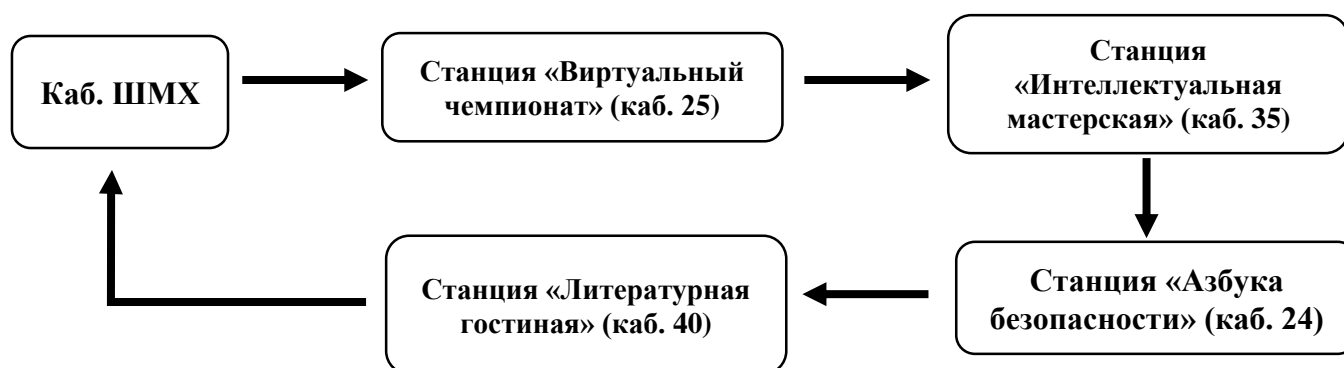 Каб. ШМХ
Станция «Виртуальный
чемпионат» (каб. 25)
Станция
«Интеллектуальная
мастерская» (каб. 35)
Станция «Азбука
безопасности» (каб. 24)
Станция «Литературная
гостиная» (каб. 40)